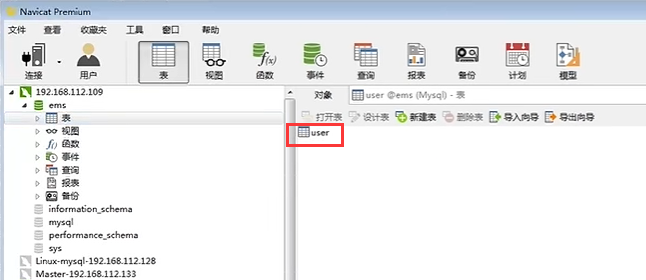 Navicat Premium
文件 查看 收藏夹 工具 窗口 帮助
连接 用户 表 视图 函数 事件 查询 报表 备份 计划 模型
f(x)
192.168.112.109
ems
表
视图
f() 函数
事件
查询
报表
备份
information_schema
mysql
performance_schema
sys
Linux-mysql-192.168.112.128
Master-192.168.112.133
对象 user @ems (Mysql) - 表
打开表 设计表 新建表 删除表 导入向导 导出向导
user